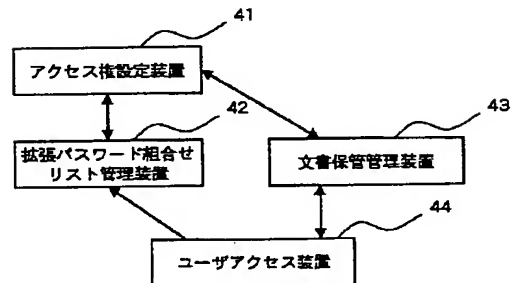 41
アクセス権設定装置
42
43
拡張パスワード組合せ
リスト管理装置
文書保管管理装置
44
ユーザアクセス装置